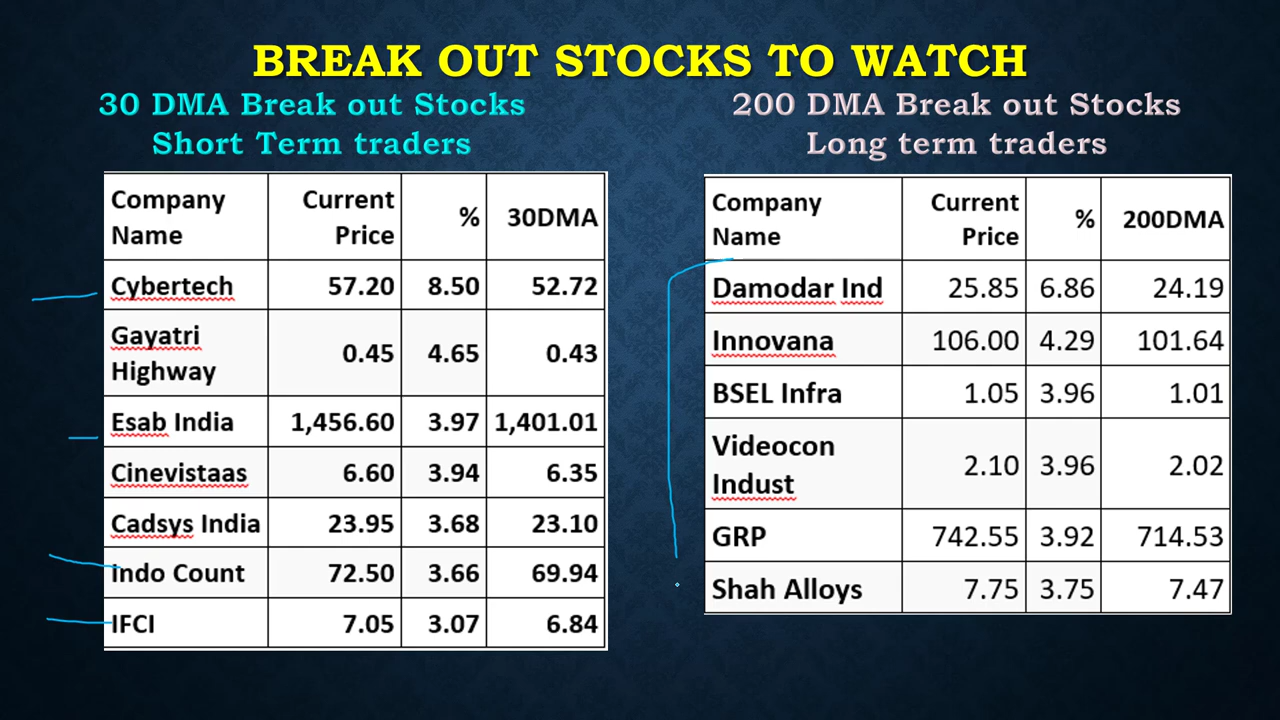 BREAK OUT STOCKS TO WATCH
30 DMA Break out Stocks
Short Term traders
Company Name Current Price % 30DMA
Cybertech 57.20 8.50 52.72
Gayatri Highway 0.45 4.65 0.43
Esab India 1,456.60 3.97 1,401.01
Cinevistaas 6.60 3.94 6.35
Cadsys India 23.95 3.68 23.10
Indo Count 72.50 3.66 69.94
IFCI 7.05 3.07 6.84
200 DMA Break out Stocks
Long term traders
Company Name Current Price % 200DMA
Damodar Ind 25.85 6.86 24.19
Innovana 106.00 4.29 101.64
BSEL Infra 1.05 3.96 1.01
Videocon Indust 2.10 3.96 2.02
GRP 742.55 3.92 714.53
Shah Alloys 7.75 3.75 7.47